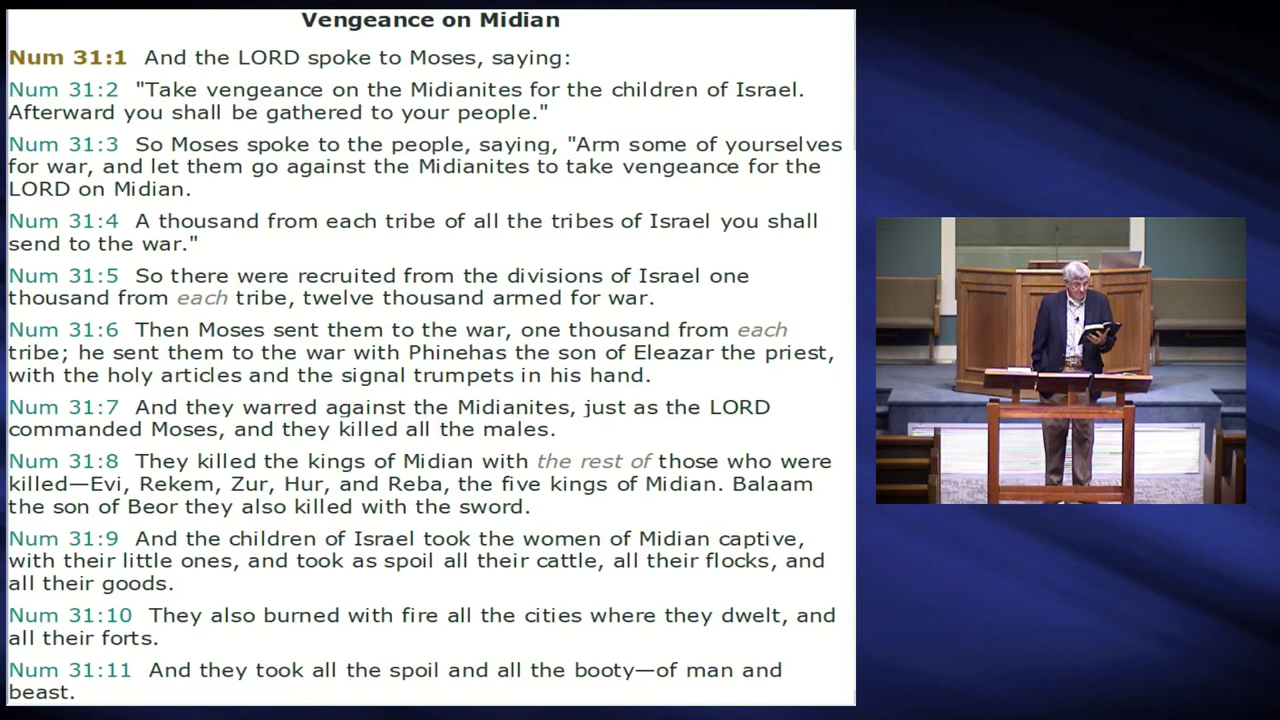 Vengeance on Midian
Num 31:1 And the LORD spoke to Moses, saying:
Num 31:2 "Take vengeance on the Midianites for the children of Israel.
Afterward you shall be gathered to your people."
Num 31:3 So Moses spoke to the people, saying, "Arm some of yourselves
for war, and let them go against the Midianites to take vengeance for the
LORD on Midian.
Num 31:4 A thousand from each tribe of all the tribes of Israel you shall
send to the war."
Num 31:5 So there were recruited from the divisions of Israel one
thousand from each tribe, twelve thousand armed for war.
Num 31:6 Then Moses sent them to the war, one thousand from each
tribe; he sent them to the war with Phinehas the son of Eleazar the priest,
with the holy articles and the signal trumpets in his hand.
Num 31:7 And they warred against the Midianites, just as the LORD
commanded Moses, and they killed all the males.
Num 31:8 They killed the kings of Midian with the rest of those who were
killed—Evi, Rekem, Zur, Hur, and Reba, the five kings of Midian. Balaam
the son of Beor they also killed with the sword.
Num 31:9 And the children of Israel took the women of Midian captive,
with their little ones, and took as spoil all their cattle, all their flocks, and
all their goods.
Num 31:10 They also burned with fire all the cities where they dwelt, and
all their forts.
Num 31:11 And they took all the spoil and all the booty—of man and
beast.